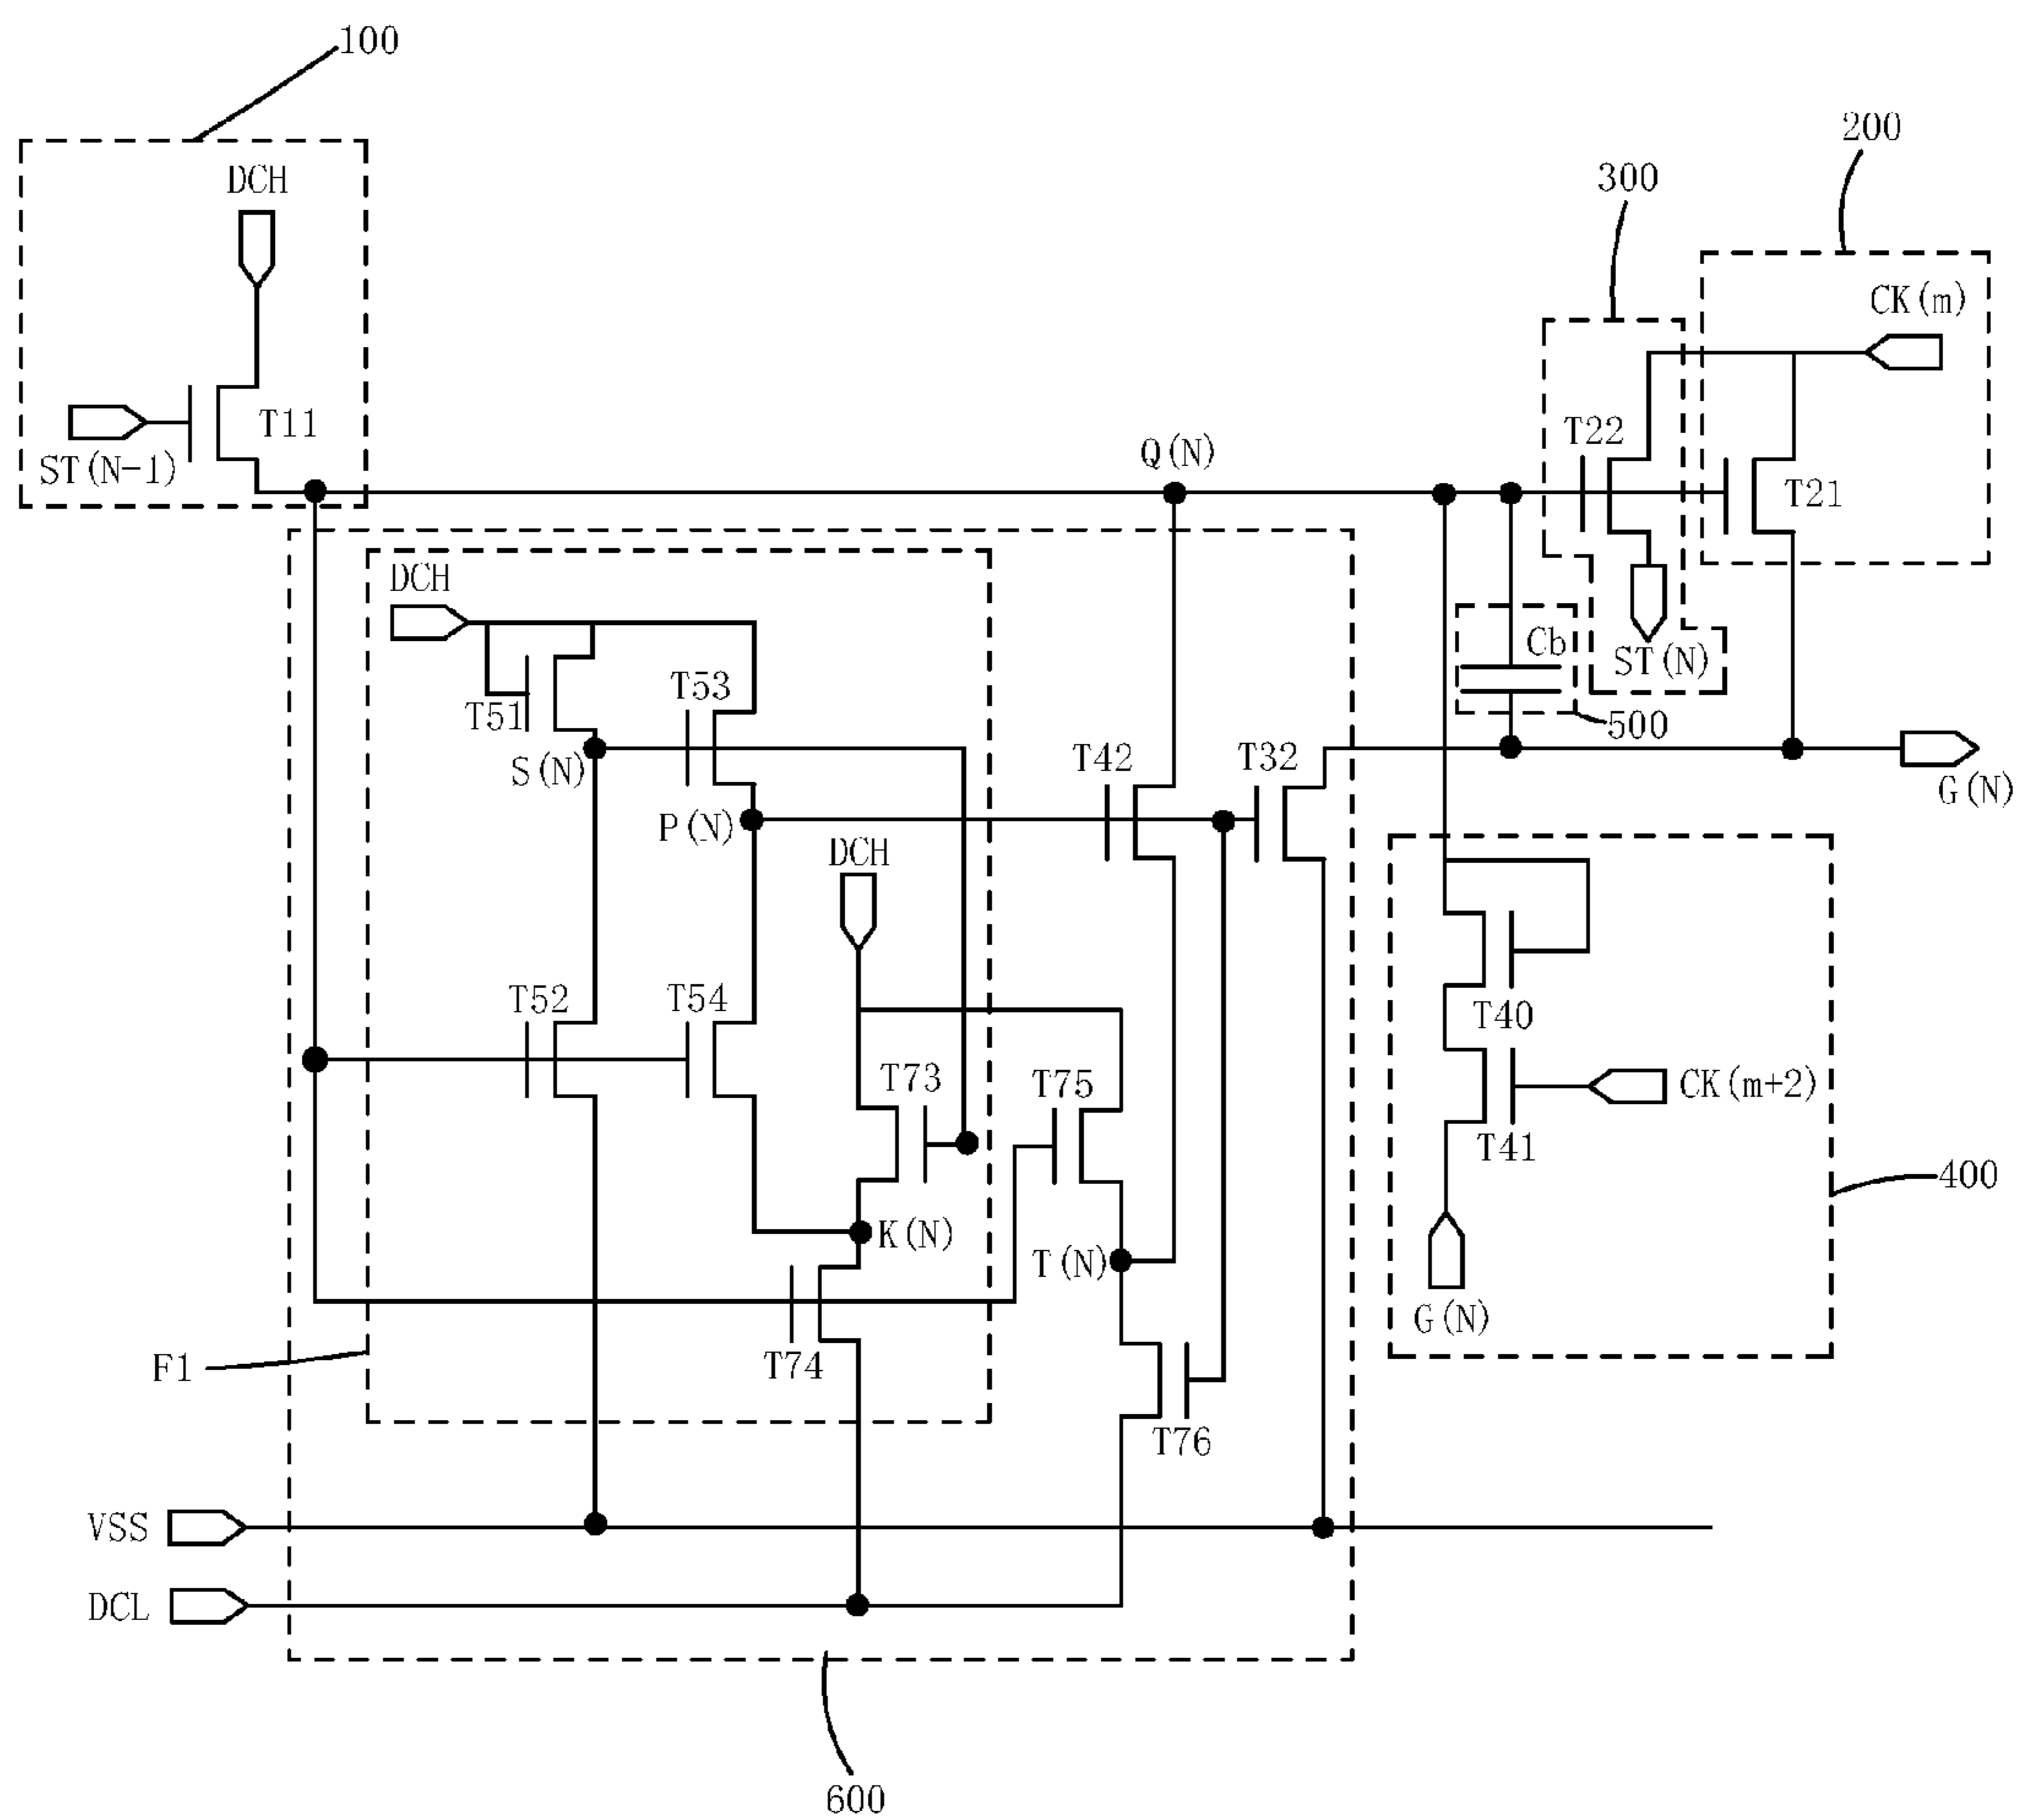 100
200
DCH
300
CK(m)
T11
T22
ST(N-1)
Q(N)
T21
DCH
Cb
ST(N)
T53
T51
500
S(N)
T42
T32
G(N)
P(N)
DCH
T52
T54
T40
T73
T75
CK(m+2)
T41
400
K(N)
T(N)
G(N)
F1
T74
T76
VSS
DCL
600